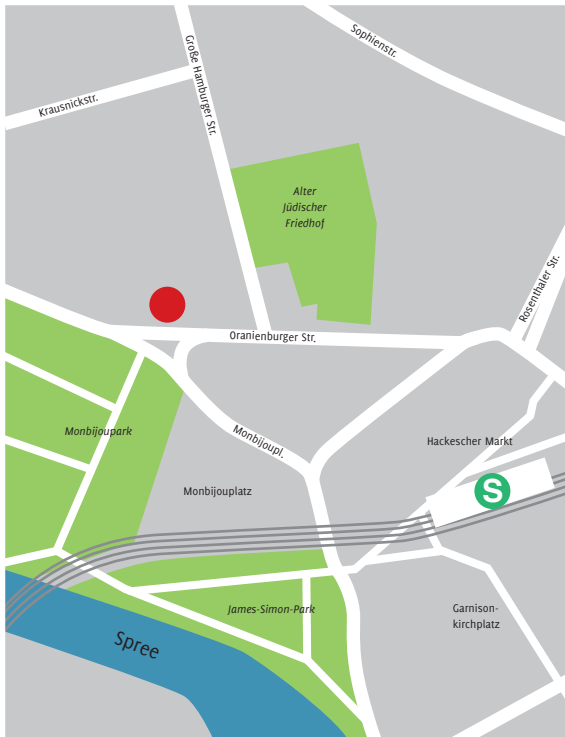 Sophienstr.
Große Hamburger Str.
Krausnickstr.
Alter
Jüdischer
Friedhof
Rosenthaler Str.
Oranienburger Str.
Monbijoupark
Monbijoupl.
Hackescher Markt
Monbijouplatz
S
James-Simon-Park
Garnison-
kirchplatz
Spree